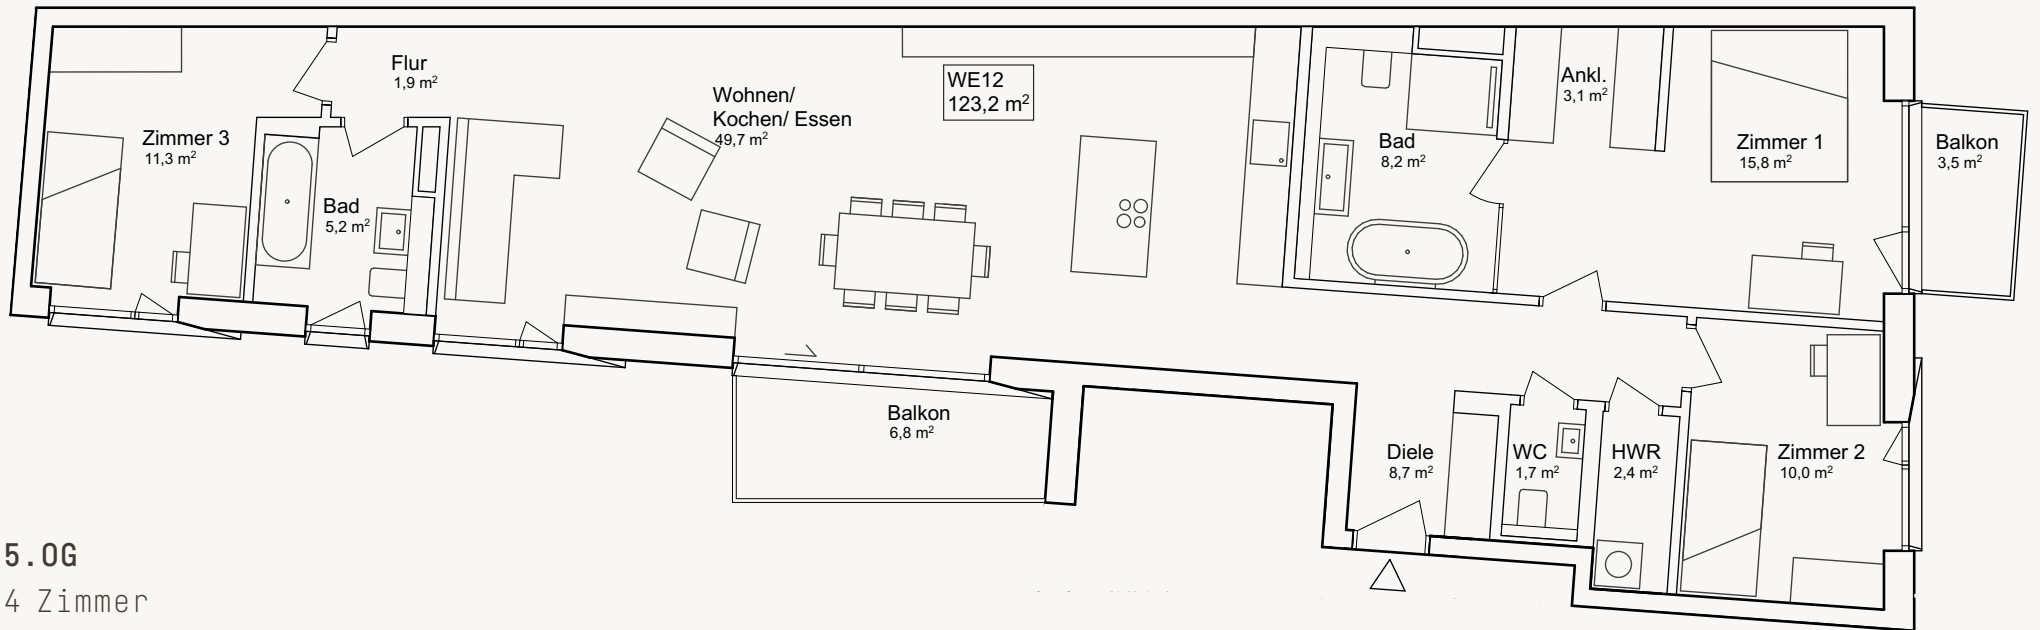 Flur
1,9 m²
WE12
123,2 m²
Wohnen/
Kochen/ Essen
49,7 m²
Ankl.
3,1 m²
Zimmer 3
11,3 m²
Bad
8,2 m²
Zimmer 1
15,8 m²
Balkon
3,5 m²
Bad
5,2 m²
Balkon
6,8 m²
Diele
8,7 m²
WC
1,7 m²
HWR
2,4 m²
Zimmer 2
10,0 m²
5.OG
4 Zimmer